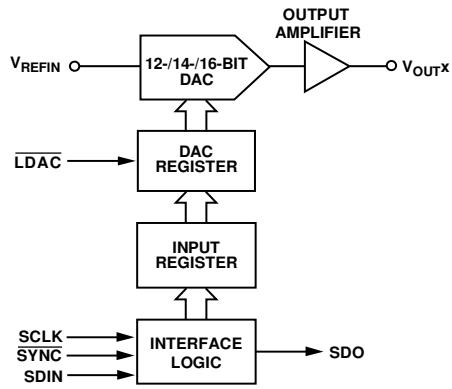 OUTPUT
AMPLIFIER
VREFIN
12-/14-/16-BIT
DAC
VOUTx
LDAC
DAC
REGISTER
INPUT
REGISTER
SCLK
SYNC
SDIN
INTERFACE
LOGIC
SDO